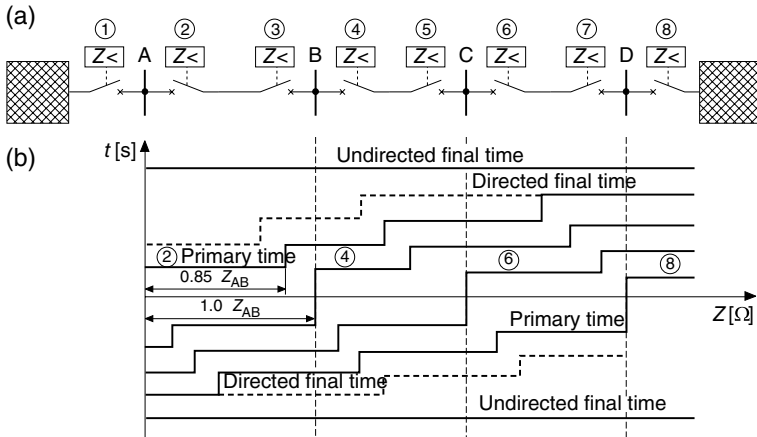 (a)
① ② ③ ④ ⑤ ⑥ ⑦ ⑧
Z< Z< Z< Z< Z< Z< Z< Z<
A B C D
(b)
t [s]
Undirected final time
Directed final time
② Primary time ④ ⑥ ⑧
0.85 Z_AB
1.0 Z_AB
Z [Ω]
Primary time
Directed final time
Undirected final time